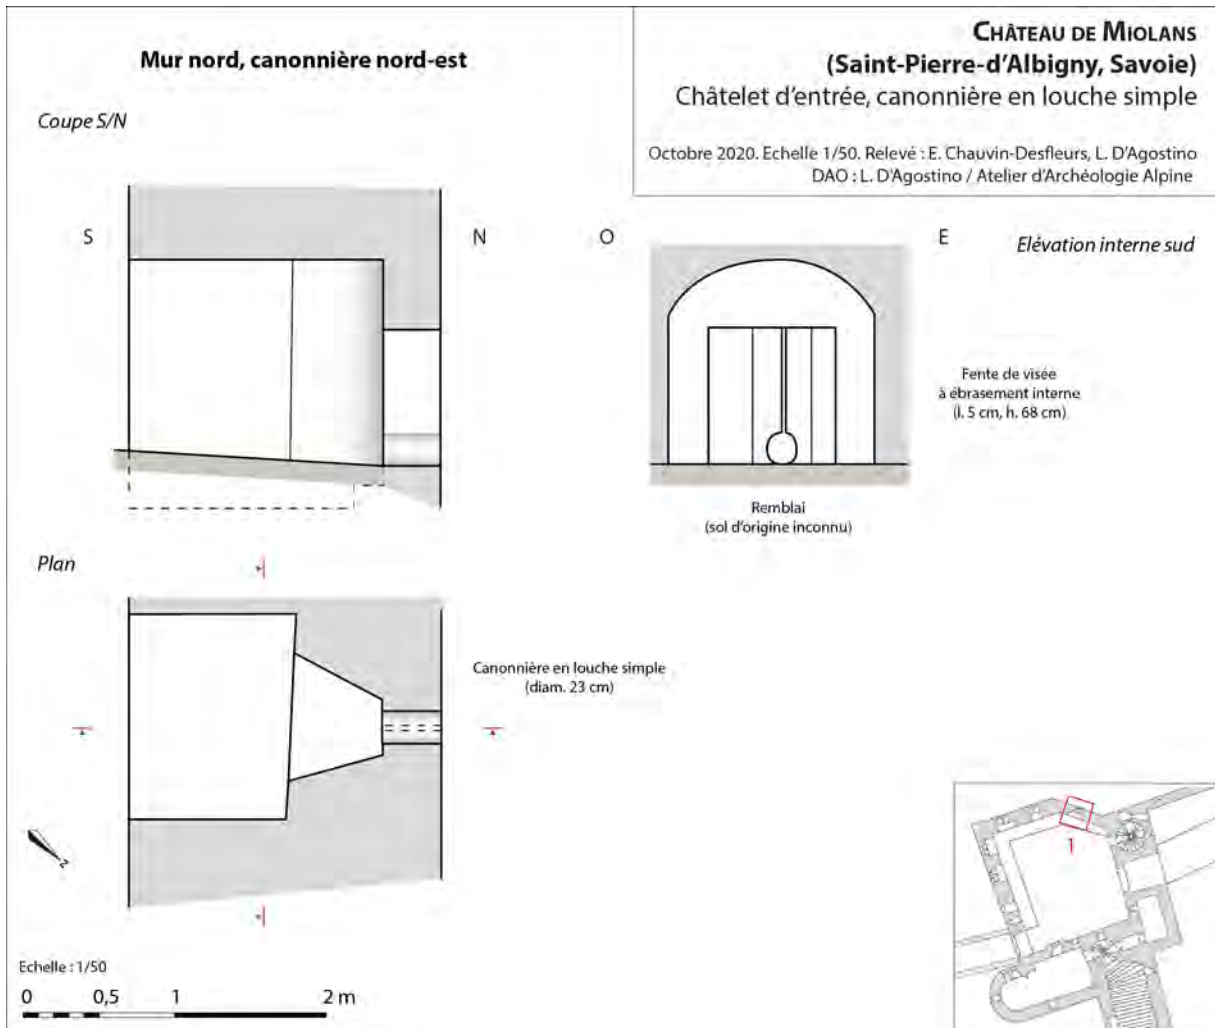 Mur nord, canonnière nord-est
CHÂTEAU DE MIOLANS
(Saint-Pierre-d'Albigny, Savoie)
Châtelet d'entrée, canonnière en louche simple
Octobre 2020. Echelle 1/50. Relevé : E. Chauvin-Desfleurs, L. D'Agostino
DAO : L. D'Agostino / Atelier d'Archéologie Alpine
Coupe S/N
S
N
O
E
Elévation interne sud
Fente de visée
à ébrasement interne
(l. 5 cm, h. 68 cm)
Remblai
(sol d'origine inconnu)
Plan
Canonnière en louche simple
(diam. 23 cm)
N
1
Echelle : 1/50
0 0,5 1 2 m